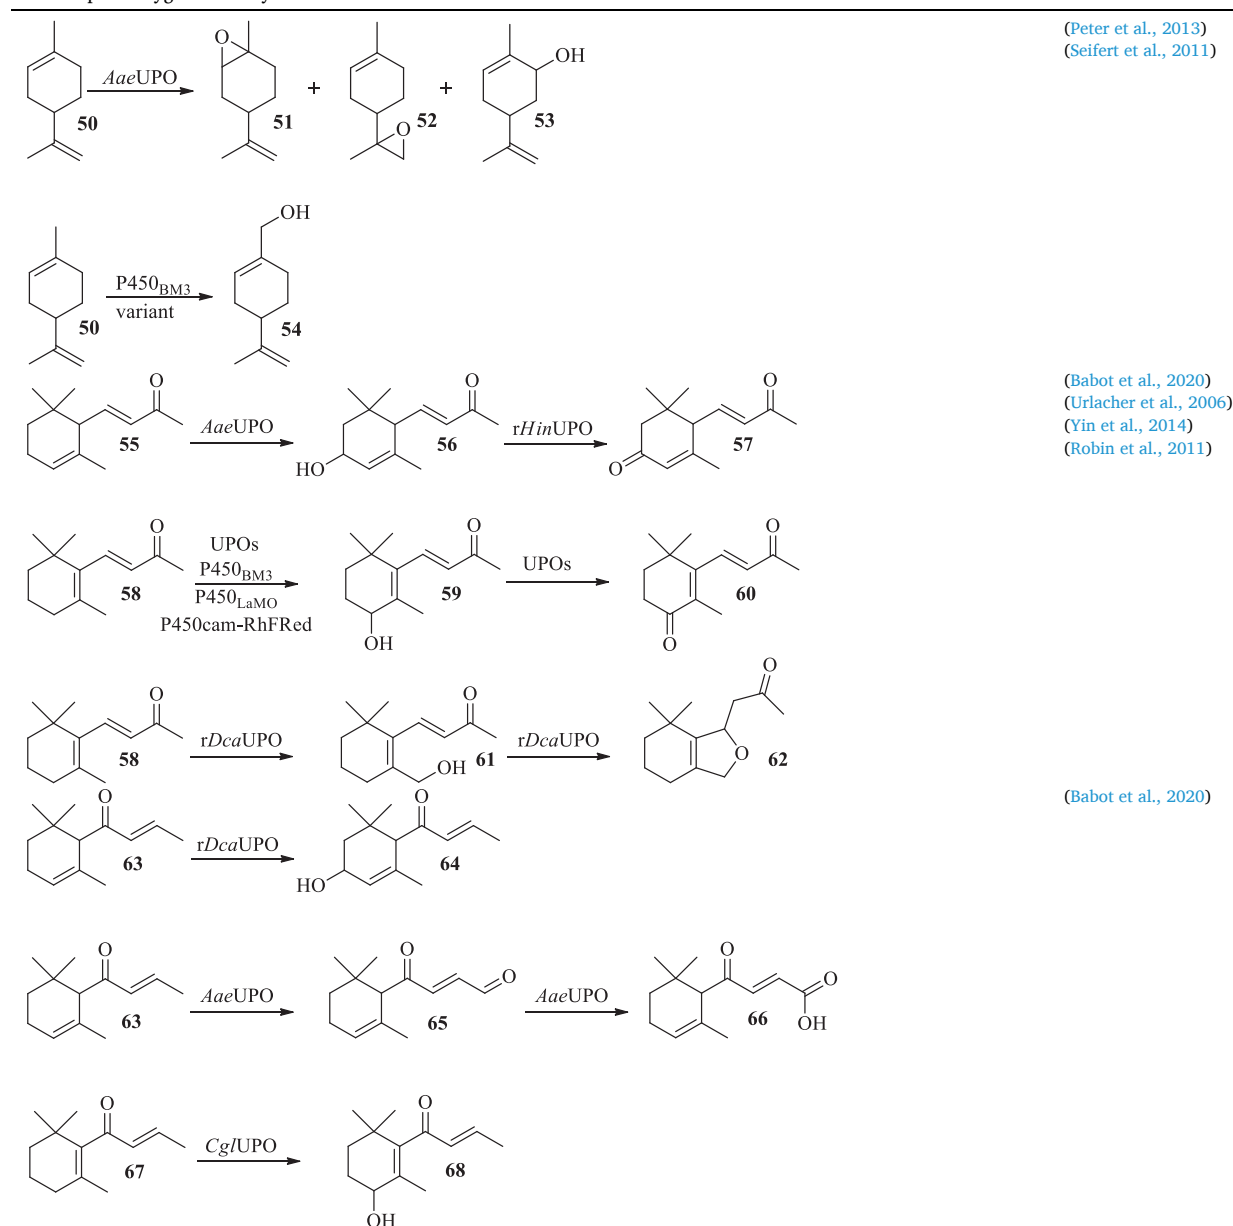 (Peter et al., 2013)
(Seifert et al., 2011)
O
OH
AaeUPO
+
+
O
50
51
52
53
OH
P450BM3
variant
50
54
(Babot et al., 2020)
(Urlacher et al., 2006)
(Yin et al., 2014)
(Robin et al., 2011)
O
O
O
AaeUPO
rHinUPO
55
56
57
HO
O
O
O
O
UPOs
P450BM3
P450LaMO
P450cam-RhFRed
UPOs
58
59
60
OH
O
O
O
O
rDcaUPO
rDcaUPO
58
61
OH
O
62
(Babot et al., 2020)
O
O
rDcaUPO
63
64
HO
O
O
O
O
O
AaeUPO
AaeUPO
63
65
66
OH
O
O
CglUPO
67
68
OH